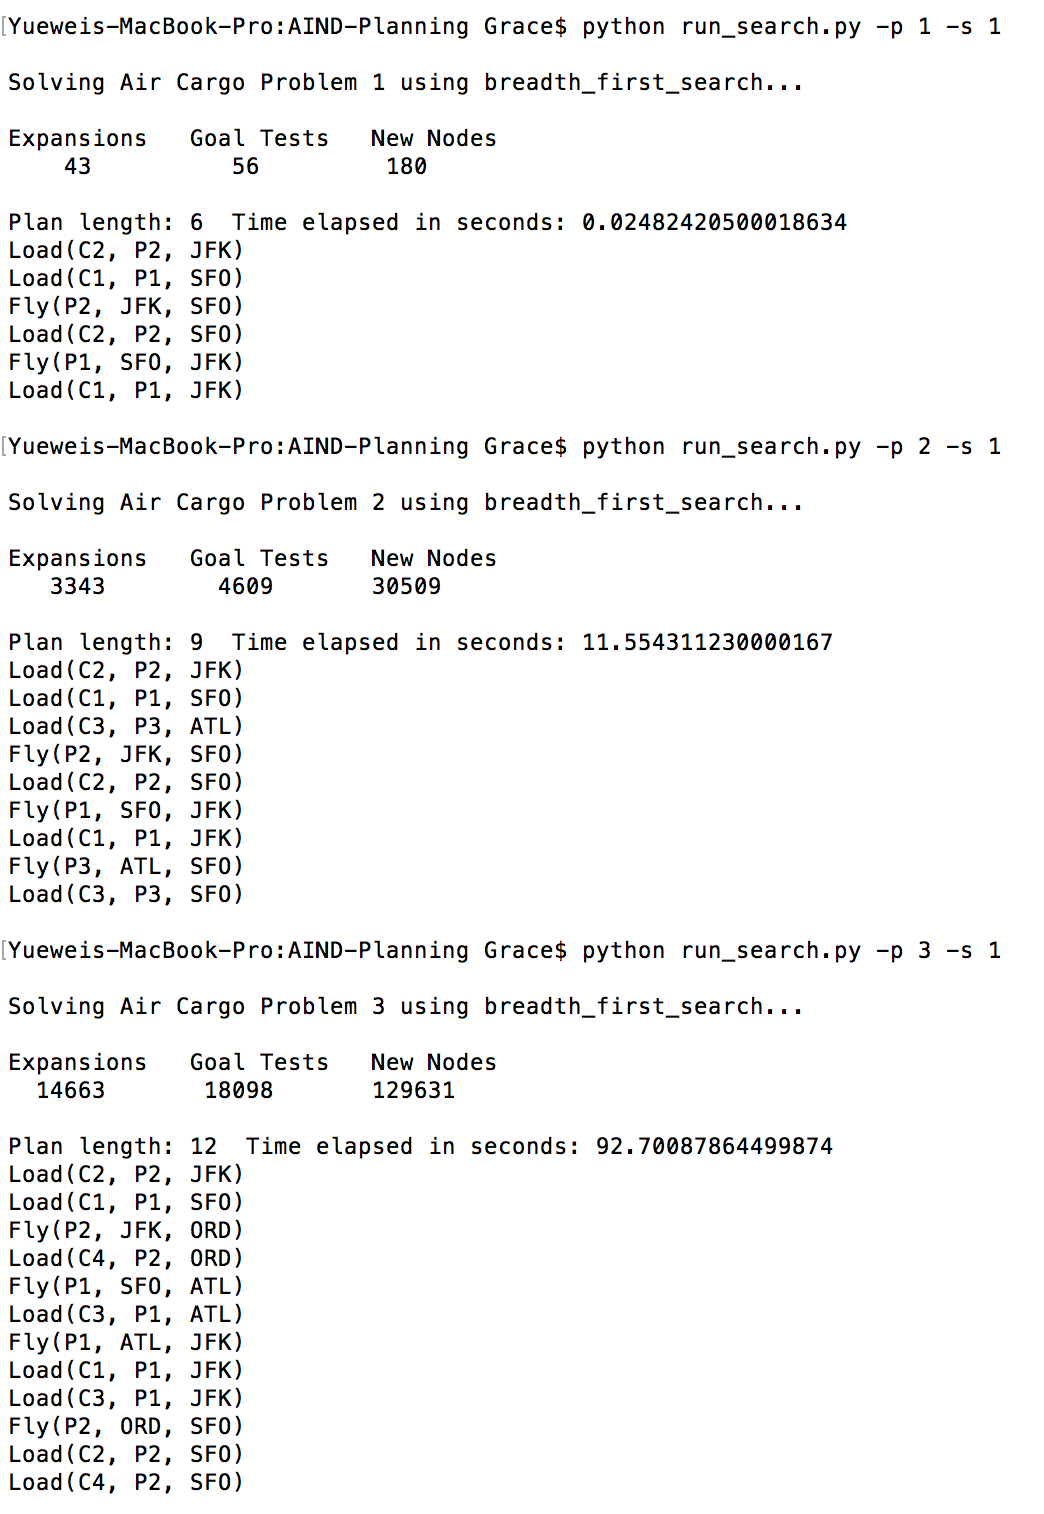 [Yueweis-MacBook-Pro:AIND-Planning Grace$ python run_search.py -p 1 -s 1
Solving Air Cargo Problem 1 using breadth_first_search...
Expansions   Goal Tests   New Nodes
    43          56         180
Plan length: 6  Time elapsed in seconds: 0.02482420500018634
Load(C2, P2, JFK)
Load(C1, P1, SFO)
Fly(P2, JFK, SFO)
Load(C2, P2, SFO)
Fly(P1, SFO, JFK)
Load(C1, P1, JFK)
[Yueweis-MacBook-Pro:AIND-Planning Grace$ python run_search.py -p 2 -s 1
Solving Air Cargo Problem 2 using breadth_first_search...
Expansions   Goal Tests   New Nodes
   3343        4609       30509
Plan length: 9  Time elapsed in seconds: 11.554311230000167
Load(C2, P2, JFK)
Load(C1, P1, SFO)
Load(C3, P3, ATL)
Fly(P2, JFK, SFO)
Load(C2, P2, SFO)
Fly(P1, SFO, JFK)
Load(C1, P1, JFK)
Fly(P3, ATL, SFO)
Load(C3, P3, SFO)
[Yueweis-MacBook-Pro:AIND-Planning Grace$ python run_search.py -p 3 -s 1
Solving Air Cargo Problem 3 using breadth_first_search...
Expansions   Goal Tests   New Nodes
  14663       18098       129631
Plan length: 12  Time elapsed in seconds: 92.70087864499874
Load(C2, P2, JFK)
Load(C1, P1, SFO)
Fly(P2, JFK, ORD)
Load(C4, P2, ORD)
Fly(P1, SFO, ATL)
Load(C3, P1, ATL)
Fly(P1, ATL, JFK)
Load(C1, P1, JFK)
Load(C3, P1, JFK)
Fly(P2, ORD, SFO)
Load(C2, P2, SFO)
Load(C4, P2, SFO)